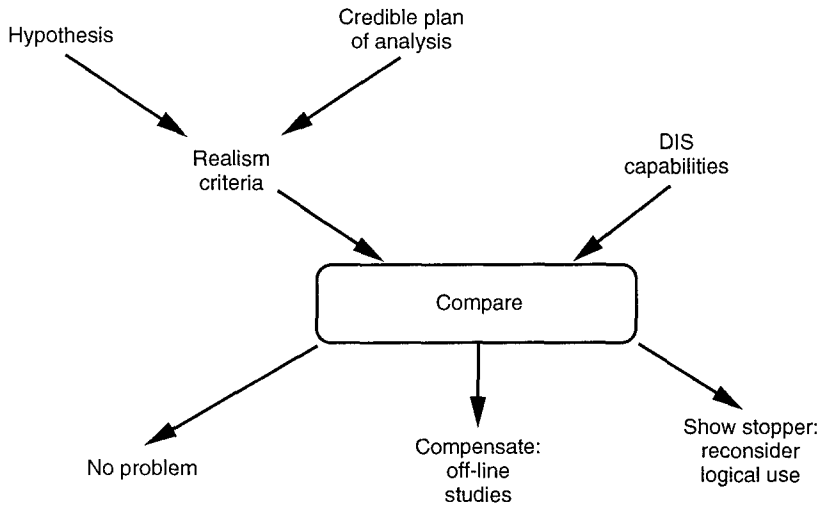 Hypothesis
Credible plan
of analysis
Realism
criteria
DIS
capabilities
Compare
No problem
Compensate:
off-line
studies
Show stopper:
reconsider
logical use